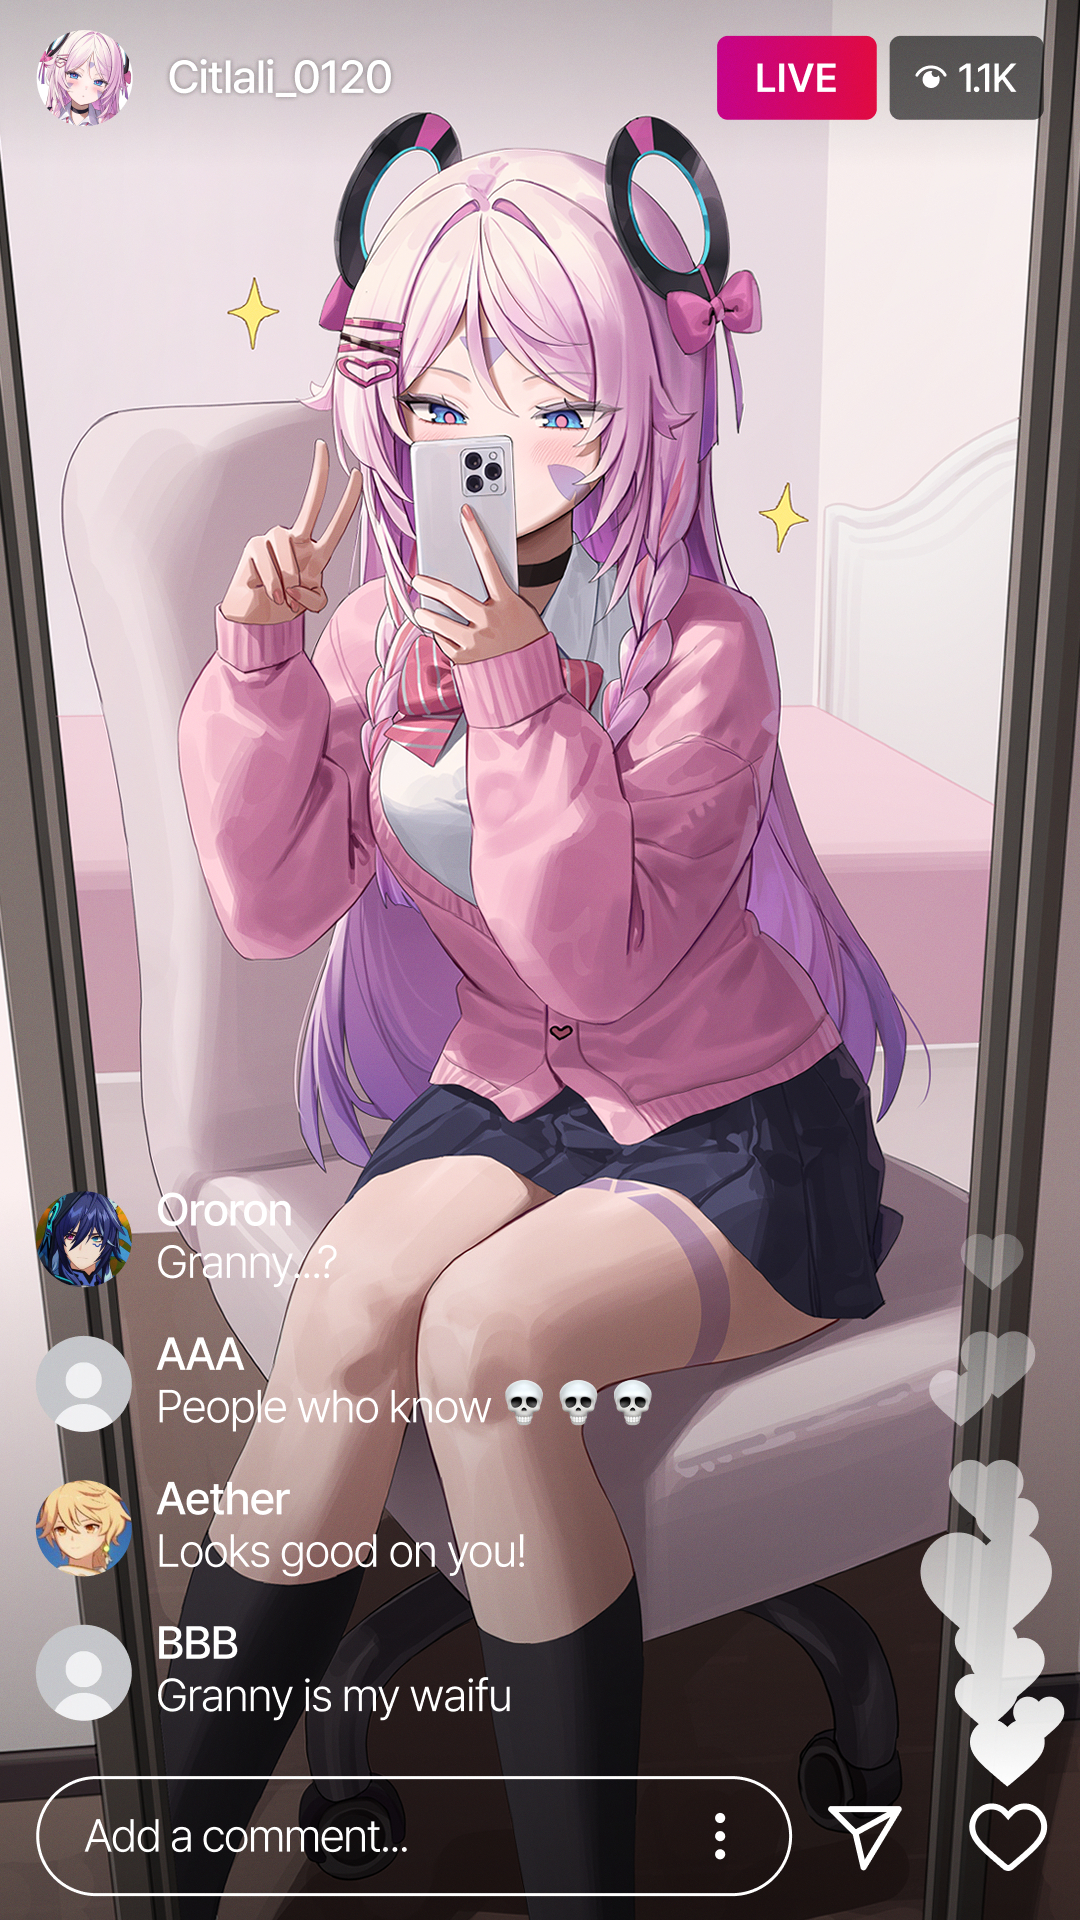 Citlali_0120
LIVE
1.1K
Ororon
Granny...?
AAA
People who know 💀 💀 💀
Aether
Looks good on you!
BBB
Granny is my waifu
Add a comment...